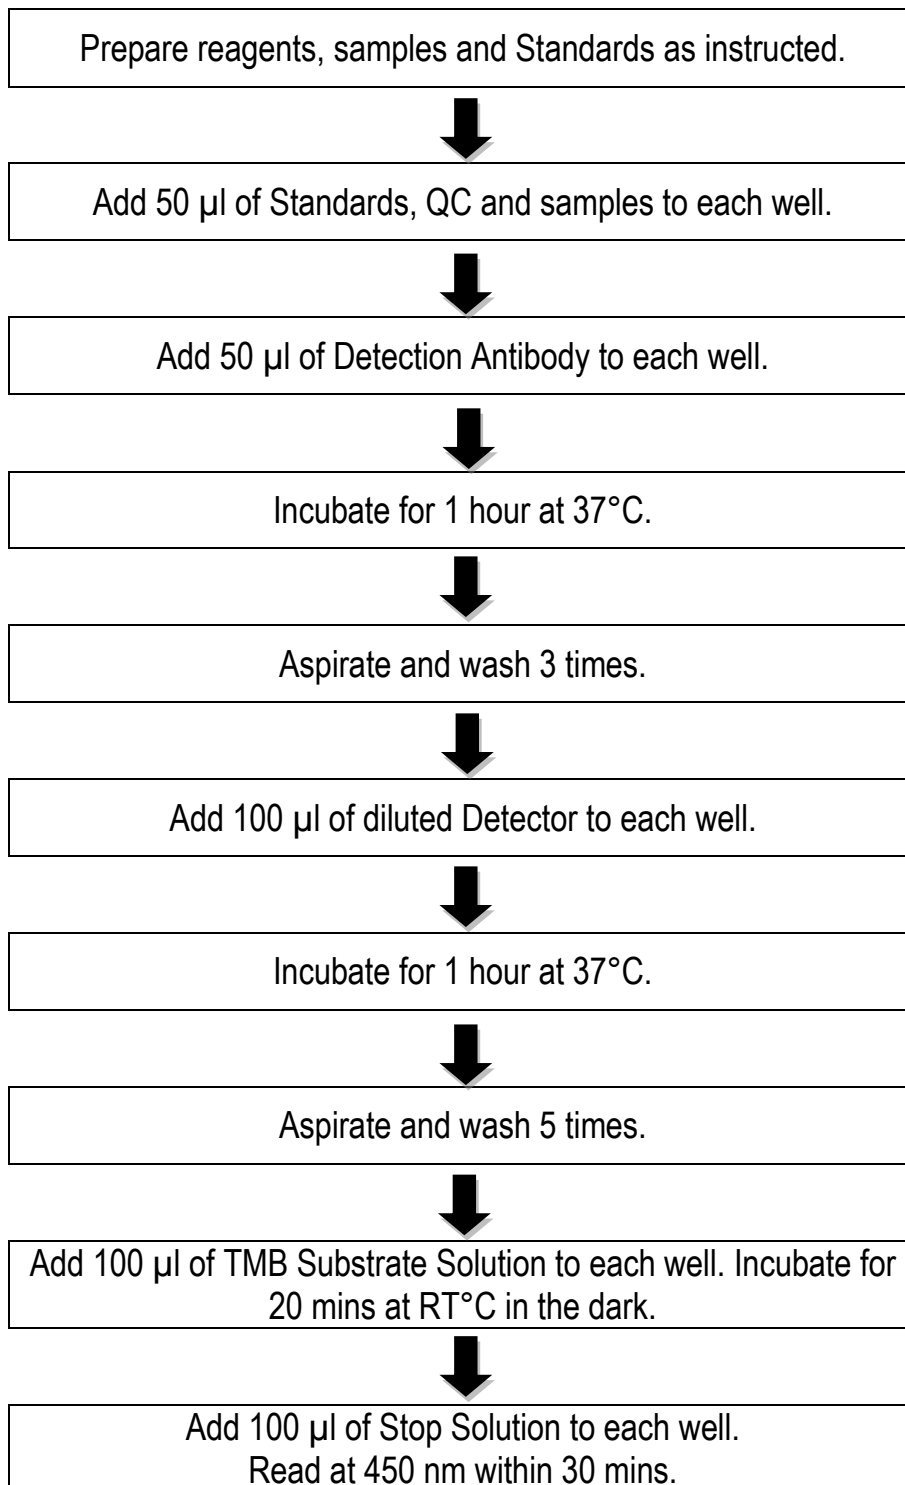 Prepare reagents, samples and Standards as instructed.
Add 50 µl of Standards, QC and samples to each well.
Add 50 µl of Detection Antibody to each well.
Incubate for 1 hour at 37°C.
Aspirate and wash 3 times.
Add 100 µl of diluted Detector to each well.
Incubate for 1 hour at 37°C.
Aspirate and wash 5 times.
Add 100 µl of TMB Substrate Solution to each well. Incubate for
20 mins at RT°C in the dark.
Add 100 µl of Stop Solution to each well.
Read at 450 nm within 30 mins.